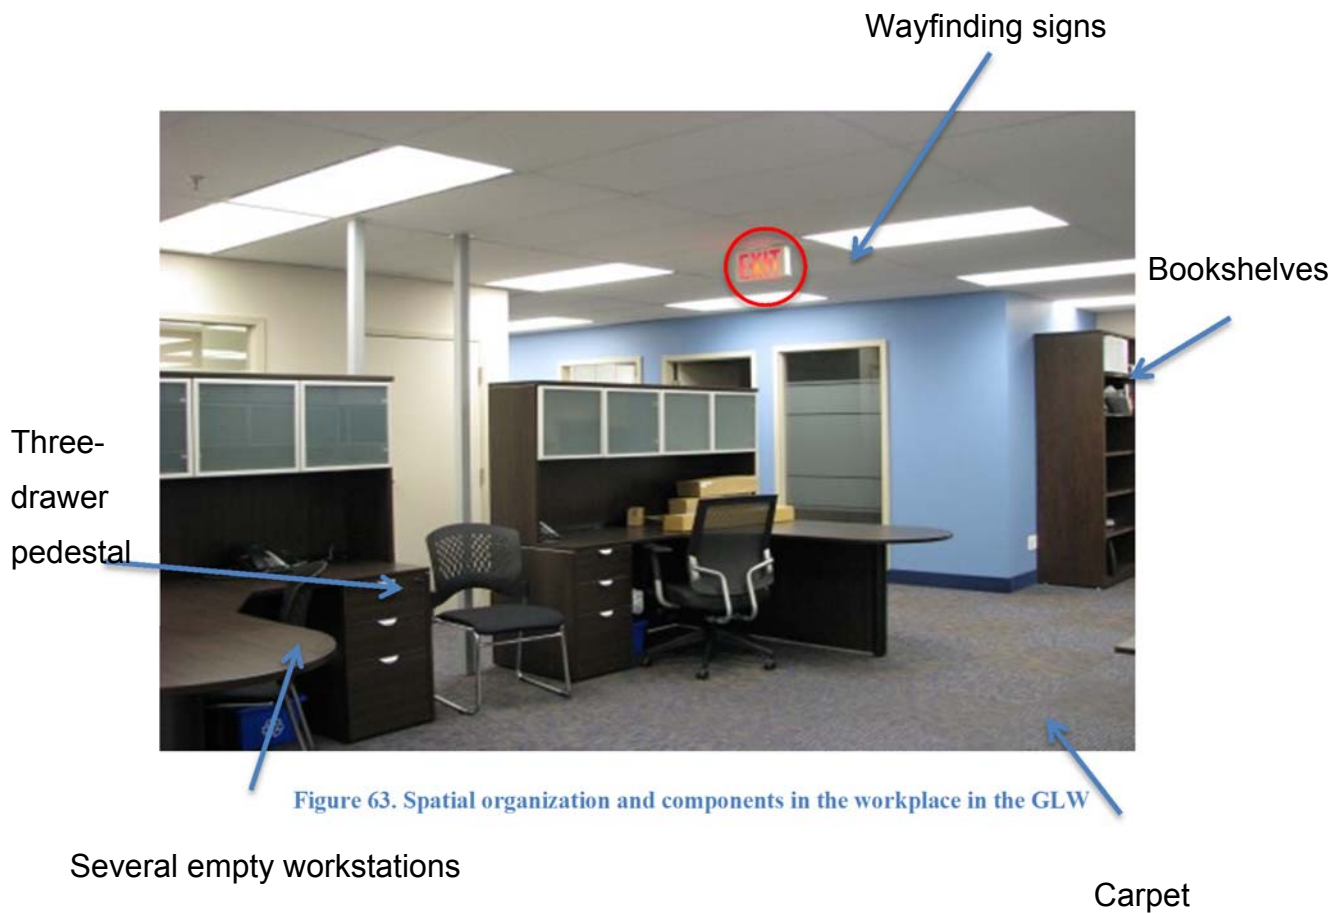 Wayfinding signs
EXIT
Bookshelves
Three-
drawer
pedestal
Figure 63. Spatial organization and components in the workplace in the GLW
Several empty workstations
Carpet